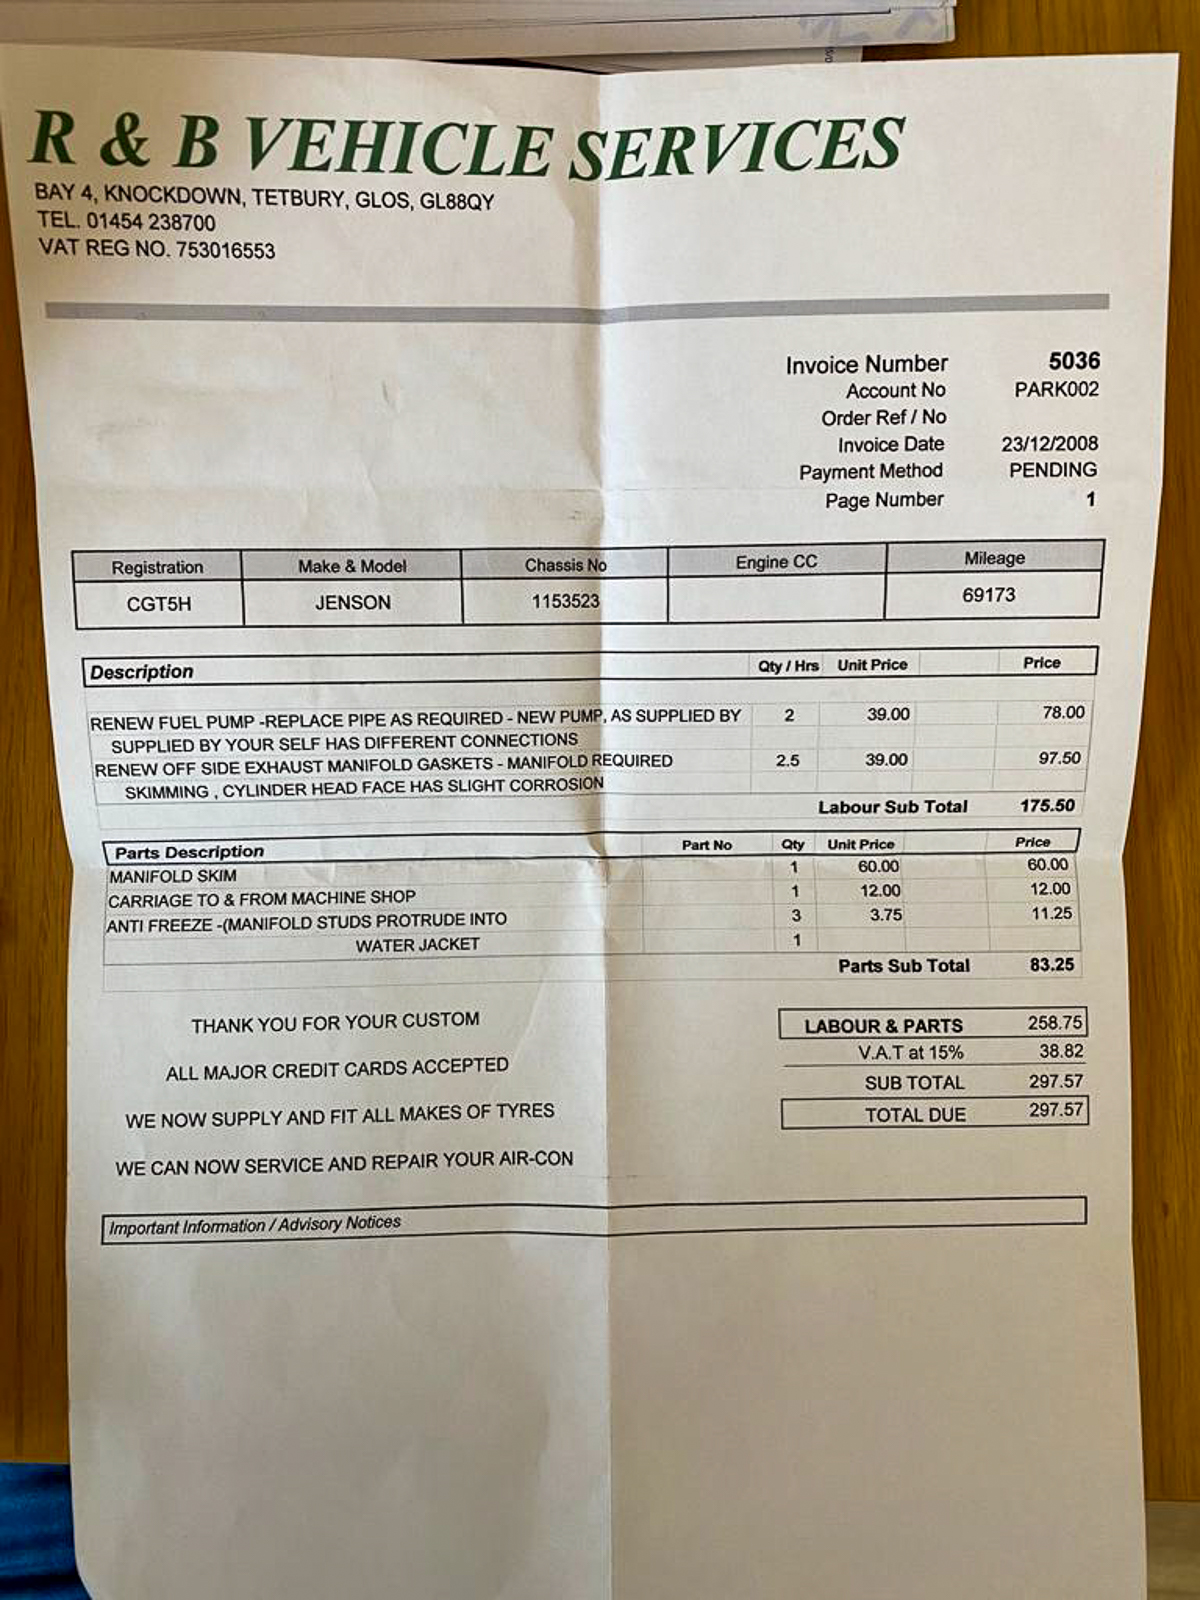 R & B VEHICLE SERVICES
BAY 4, KNOCKDOWN, TETBURY, GLOS, GL88QY
TEL. 01454 238700
VAT REG NO. 753016553
Invoice Number 5036
Account No PARK002
Order Ref / No
Invoice Date 23/12/2008
Payment Method PENDING
Page Number 1
Registration Make & Model Chassis No Engine CC Mileage
CGT5H JENSON 1153523 69173
Description Qty / Hrs Unit Price Price
RENEW FUEL PUMP -REPLACE PIPE AS REQUIRED - NEW PUMP, AS SUPPLIED BY 2 39.00 78.00
SUPPLIED BY YOUR SELF HAS DIFFERENT CONNECTIONS
RENEW OFF SIDE EXHAUST MANIFOLD GASKETS - MANIFOLD REQUIRED 2.5 39.00 97.50
SKIMMING , CYLINDER HEAD FACE HAS SLIGHT CORROSION
Labour Sub Total 175.50
Parts Description Part No Qty Unit Price Price
MANIFOLD SKIM 1 60.00 60.00
CARRIAGE TO & FROM MACHINE SHOP 1 12.00 12.00
ANTI FREEZE -(MANIFOLD STUDS PROTRUDE INTO 3 3.75 11.25
WATER JACKET 1
Parts Sub Total 83.25
THANK YOU FOR YOUR CUSTOM
ALL MAJOR CREDIT CARDS ACCEPTED
WE NOW SUPPLY AND FIT ALL MAKES OF TYRES
WE CAN NOW SERVICE AND REPAIR YOUR AIR-CON
LABOUR & PARTS 258.75
V.A.T at 15% 38.82
SUB TOTAL 297.57
TOTAL DUE 297.57
Important Information / Advisory Notices